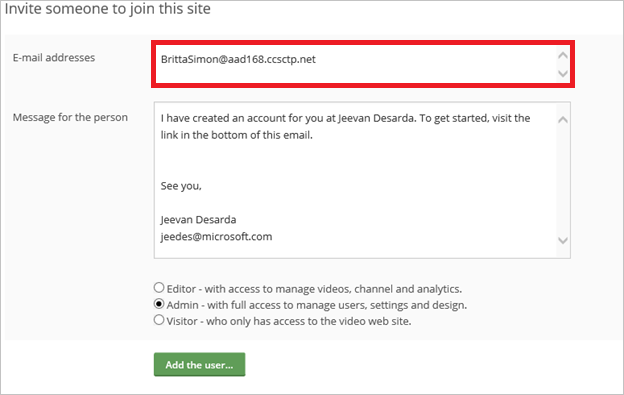 Invite someone to join this site
E-mail addresses
BrittaSimon@aad168.ccsctp.net
Message for the person
I have created an account for you at Jeevan Desarda. To get started, visit the
link in the bottom of this email.
See you,
Jeevan Desarda
jeedes@microsoft.com
Editor - with access to manage videos, channel and analytics.
Admin - with full access to manage users, settings and design.
Visitor - who only has access to the video web site.
Add the user...